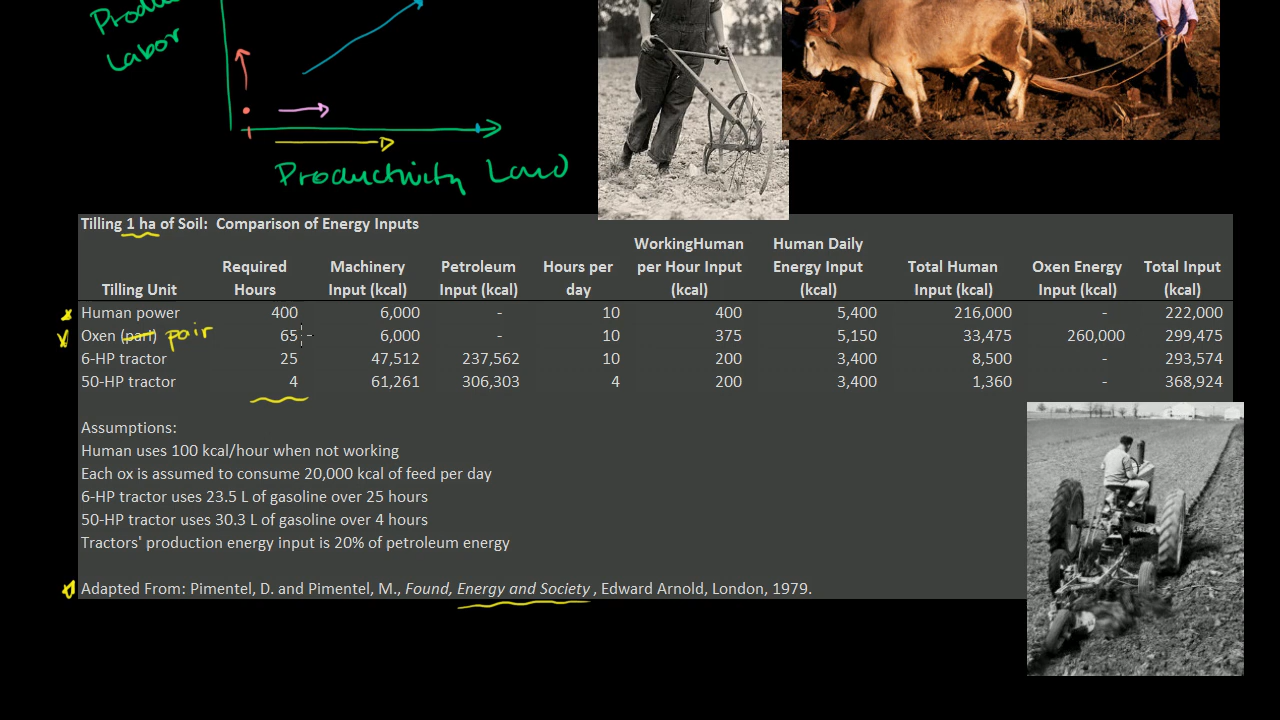 Produ
Labor
Productivity Land
Tilling 1 ha of Soil: Comparison of Energy Inputs
Tilling Unit Required Hours Machinery Input (kcal) Petroleum Input (kcal) Hours per day WorkingHuman per Hour Input (kcal) Human Daily Energy Input (kcal) Total Human Input (kcal) Oxen Energy Input (kcal) Total Input (kcal)
Human power 400 6,000 - 10 400 5,400 216,000 - 222,000
Oxen (pari) pair 65 6,000 - 10 375 5,150 33,475 260,000 299,475
6-HP tractor 25 47,512 237,562 10 200 3,400 8,500 - 293,574
50-HP tractor 4 61,261 306,303 4 200 3,400 1,360 - 368,924
Assumptions:
Human uses 100 kcal/hour when not working
Each ox is assumed to consume 20,000 kcal of feed per day
6-HP tractor uses 23.5 L of gasoline over 25 hours
50-HP tractor uses 30.3 L of gasoline over 4 hours
Tractors' production energy input is 20% of petroleum energy
Adapted From: Pimentel, D. and Pimentel, M., Found, Energy and Society , Edward Arnold, London, 1979.